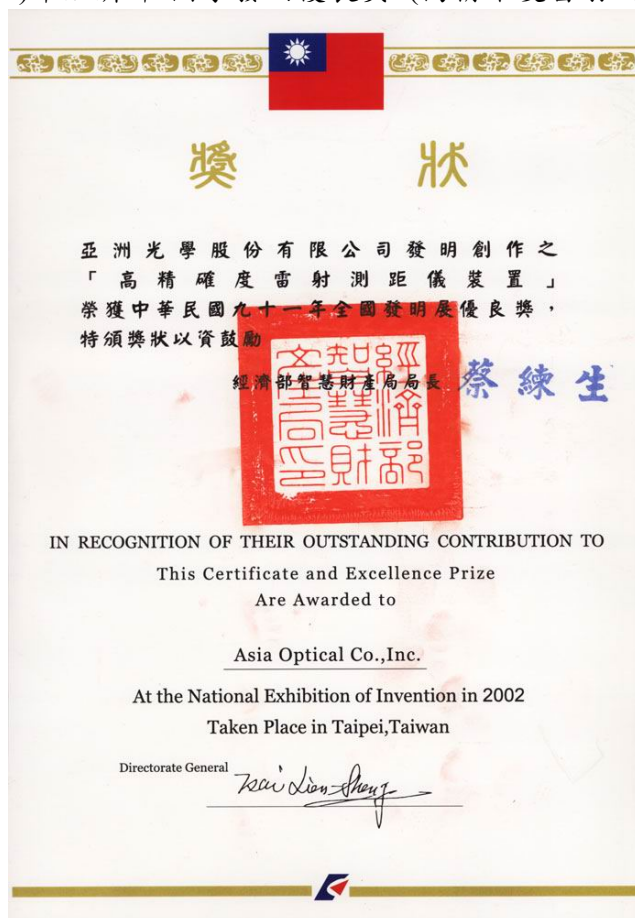 獎狀
亞洲光學股份有限公司發明創作之
「高精確度雷射測距儀裝置」
榮獲中華民國九十一年全國發明展優良獎，
特頒獎狀以資鼓勵
經濟部智慧財產局局長 蔡練生
經濟部
智慧財
產局印
IN RECOGNITION OF THEIR OUTSTANDING CONTRIBUTION TO
This Certificate and Excellence Prize
Are Awarded to
Asia Optical Co.,Inc.
At the National Exhibition of Invention in 2002
Taken Place in Taipei,Taiwan
Directorate General Tsai Lien-Sheng